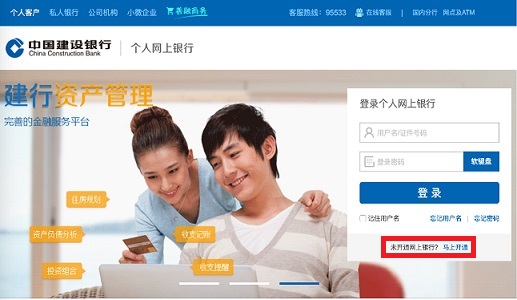 个人客户 私人银行 公司机构 小微企业 善融商务 客服热线：95533 在线客服 | 国内分行 网点及ATM
中国建设银行 China Construction Bank | 个人网上银行
建行资产管理
完善的金融服务平台
登录个人网上银行
用户名/证件号码
登录密码 软键盘
登录
记住用户名 忘记用户名 | 忘记密码
未开通网上银行？ 马上开通
住房规划
资产负债分析
收支记账
投资组合
收支提醒